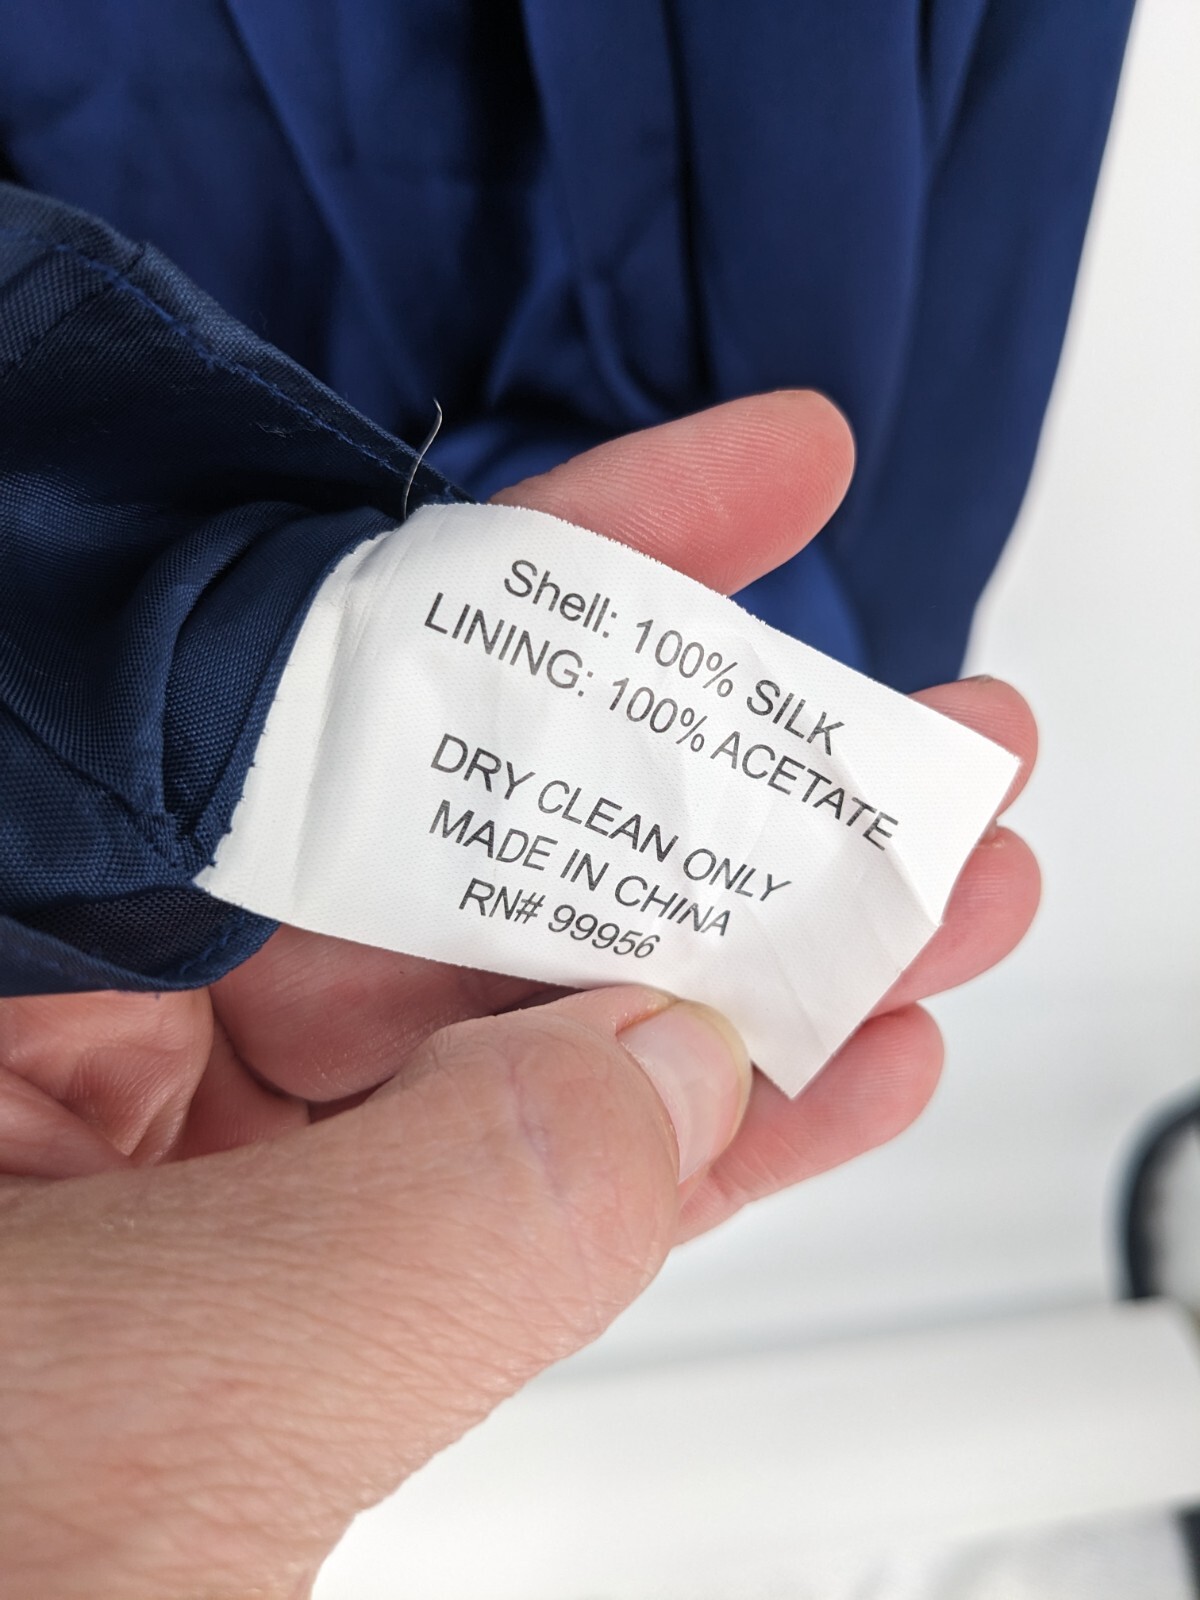 Shell: 100% SILK
LINING: 100% ACETATE
DRY CLEAN ONLY
MADE IN CHINA
RN# 99956